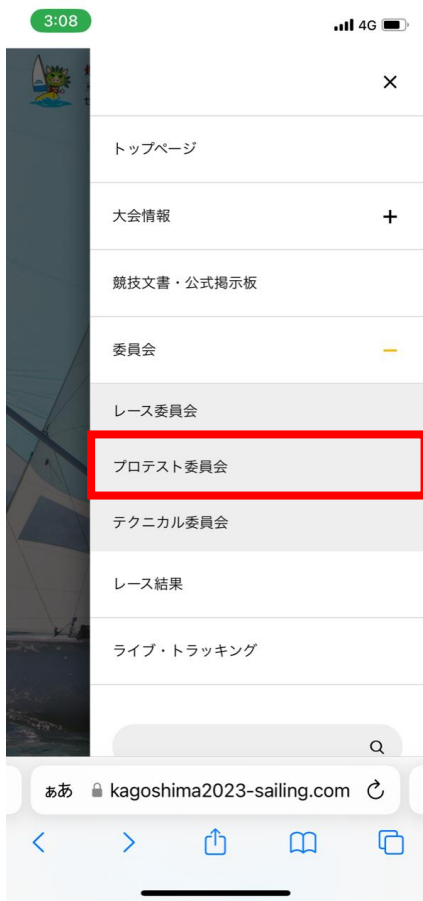 3:08
4G
トップページ
大会情報
競技文書・公式掲示板
委員会
レース委員会
プロテスト委員会
テクニカル委員会
レース結果
ライブ・トラッキング
ぁあ kagoshima2023-sailing.com